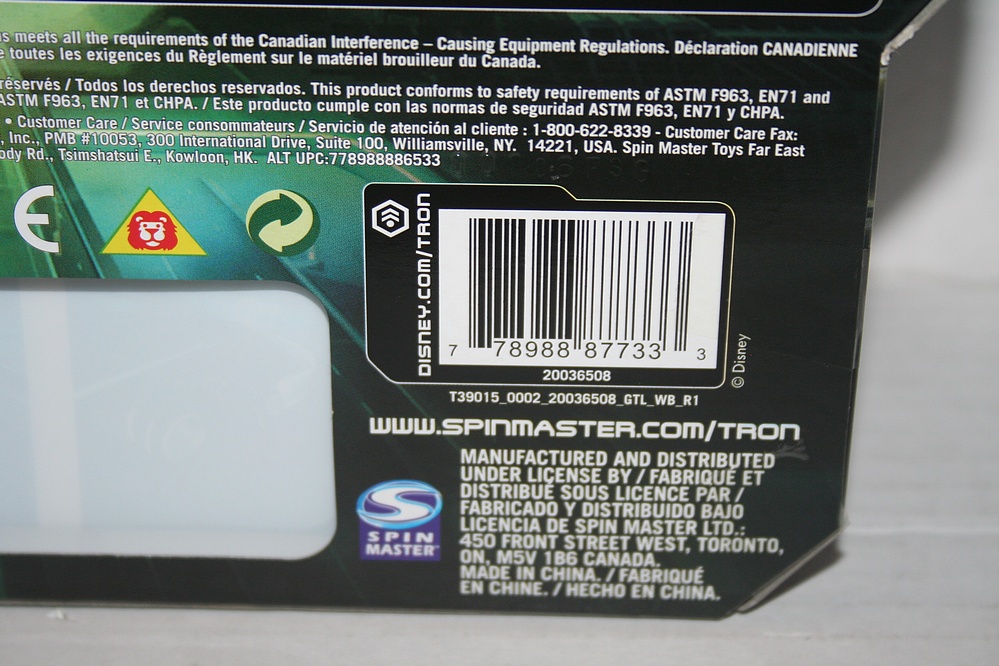 s meets all the requirements of the Canadian Interference – Causing Equipment Regulations. Déclaration CANADIENNE
e toutes les exigences du Règlement sur le matériel brouilleur du Canada.
réservés / Todos los derechos reservados. This product conforms to safety requirements of ASTM F963, EN71 and
ASTM F963, EN71 et CHPA. / Este producto cumple con las normas de seguridad ASTM F963, EN71 y CHPA.
• Customer Care / Service consommateurs / Servicio de atención al cliente : 1-800-622-8339 - Customer Care Fax:
, Inc., PMB #10053, 300 International Drive, Suite 100, Williamsville, NY. 14221, USA. Spin Master Toys Far East
ody Rd., Tsimshatsui E., Kowloon, HK. ALT UPC:778988886533
CE
DISNEY.COM/TRON
7 78988 87733 3
20036508
© Disney
T39015_0002_20036508_GTL_WB_R1
WWW.SPINMASTER.COM/TRON
MANUFACTURED AND DISTRIBUTED
UNDER LICENSE BY / FABRIQUÉ ET
DISTRIBUÉ SOUS LICENCE PAR /
FABRICADO Y DISTRIBUIDO BAJO
LICENCIA DE SPIN MASTER LTD.:
450 FRONT STREET WEST, TORONTO,
ON, M5V 1B6 CANADA.
MADE IN CHINA. / FABRIQUÉ
EN CHINE. / HECHO EN CHINA.
SPIN
MASTER™